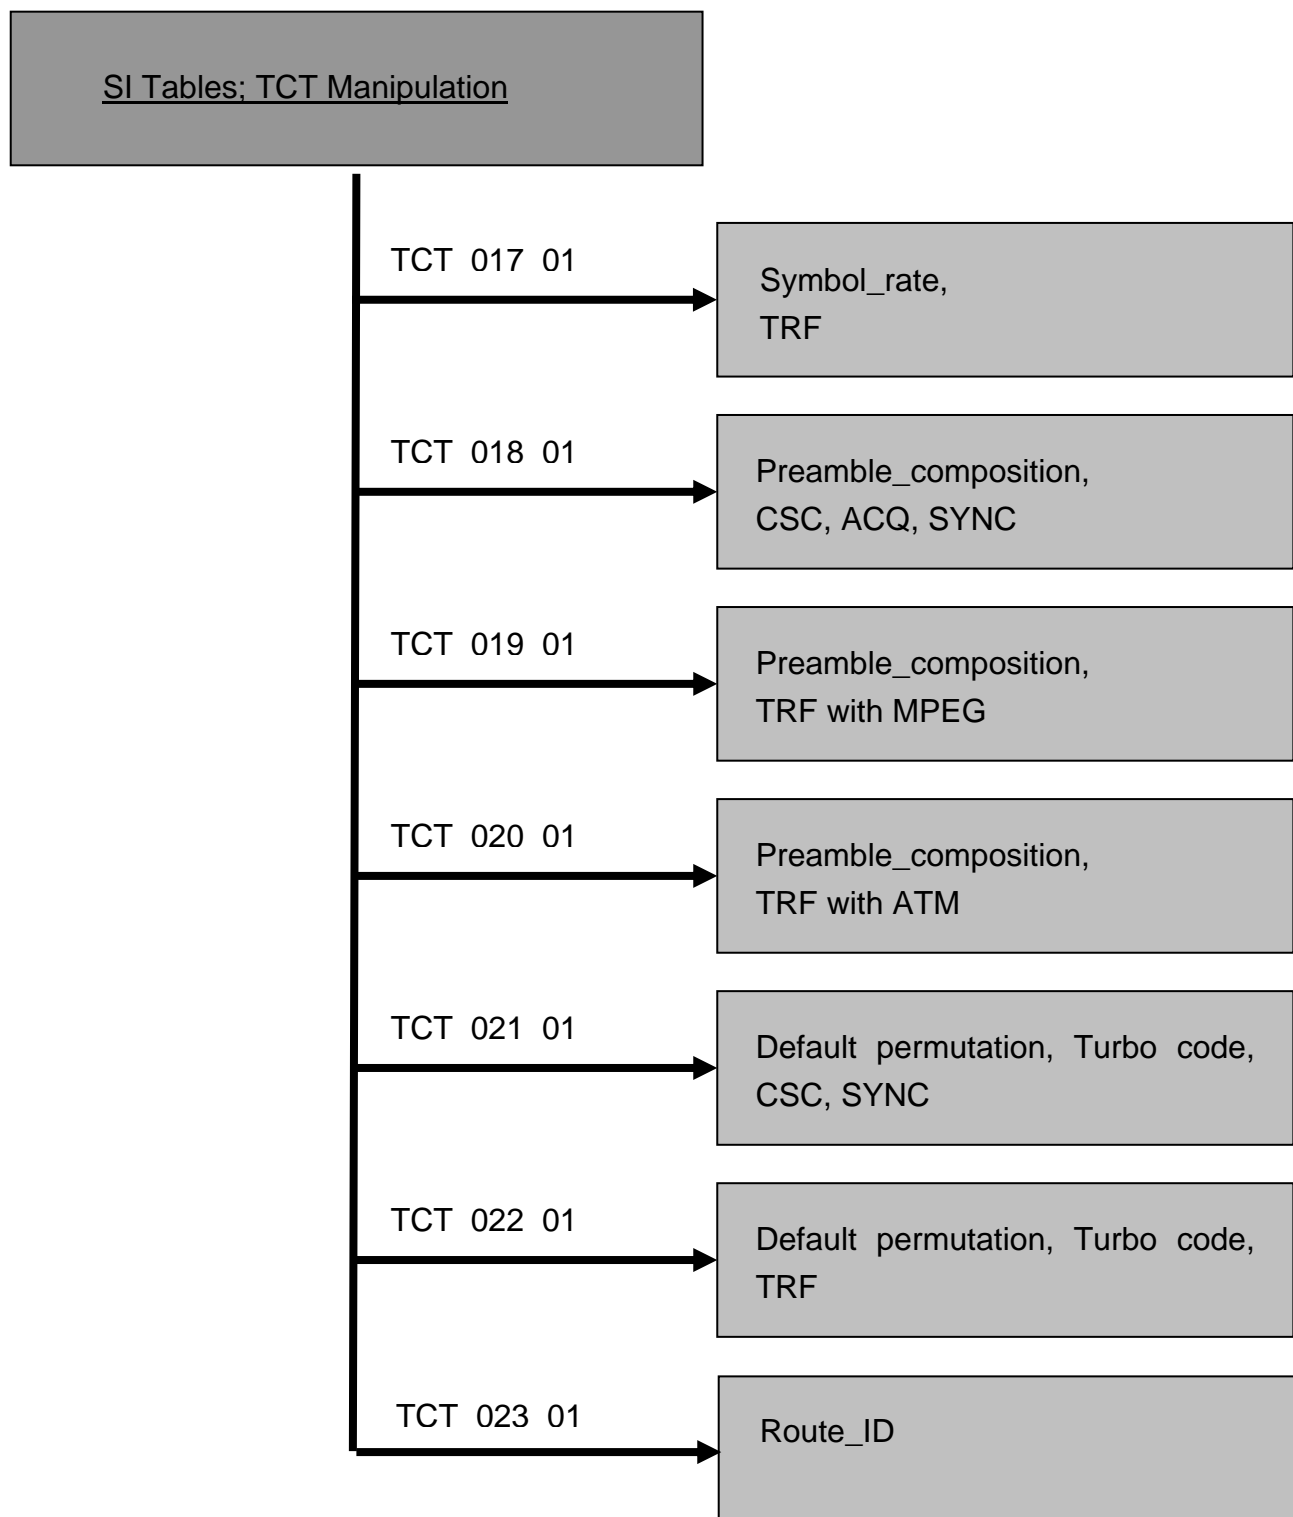 SI Tables; TCT Manipulation
TCT 017 01
Symbol_rate,
TRF
TCT 018 01
Preamble_composition,
CSC, ACQ, SYNC
TCT 019 01
Preamble_composition,
TRF with MPEG
TCT 020 01
Preamble_composition,
TRF with ATM
TCT 021 01
Default permutation, Turbo code,
CSC, SYNC
TCT 022 01
Default permutation, Turbo code,
TRF
TCT 023 01
Route_ID